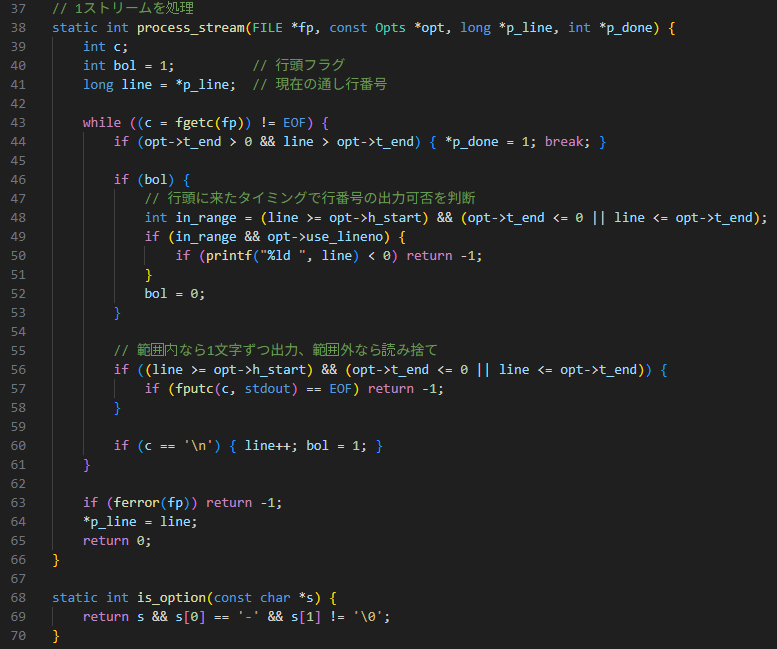 37 // 1ストリームを処理
38 static int process_stream(FILE *fp, const Opts *opt, long *p_line, int *p_done) {
39     int c;
40     int bol = 1;          // 行頭フラグ
41     long line = *p_line;  // 現在の通し行番号
42
43     while ((c = fgetc(fp)) != EOF) {
44         if (opt->t_end > 0 && line > opt->t_end) { *p_done = 1; break; }
45
46         if (bol) {
47             // 行頭に来たタイミングで行番号の出力可否を判断
48             int in_range = (line >= opt->h_start) && (opt->t_end <= 0 || line <= opt->t_end);
49             if (in_range && opt->use_lineno) {
50                 if (printf("%ld ", line) < 0) return -1;
51             }
52             bol = 0;
53         }
54
55         // 範囲内なら1文字ずつ出力、範囲外なら読み捨て
56         if ((line >= opt->h_start) && (opt->t_end <= 0 || line <= opt->t_end)) {
57             if (fputc(c, stdout) == EOF) return -1;
58         }
59
60         if (c == '\n') { line++; bol = 1; }
61     }
62
63     if (ferror(fp)) return -1;
64     *p_line = line;
65     return 0;
66 }
67
68 static int is_option(const char *s) {
69     return s && s[0] == '-' && s[1] != '\0';
70 }